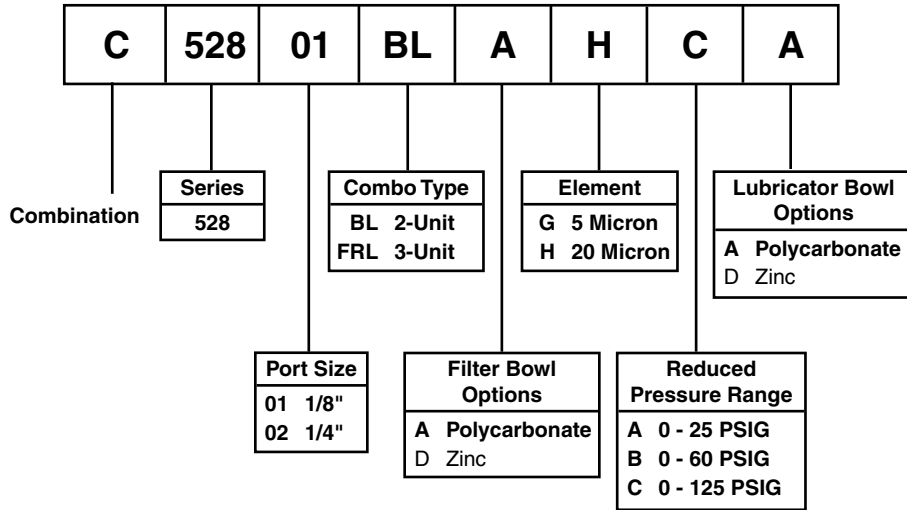 C 528 01 BL A H C A
Combination
Series
528
Combo Type
BL 2-Unit
FRL 3-Unit
Element
G 5 Micron
H 20 Micron
Lubricator Bowl
Options
A Polycarbonate
D Zinc
Port Size
01 1/8"
02 1/4"
Filter Bowl
Options
A Polycarbonate
D Zinc
Reduced
Pressure Range
A 0 - 25 PSIG
B 0 - 60 PSIG
C 0 - 125 PSIG